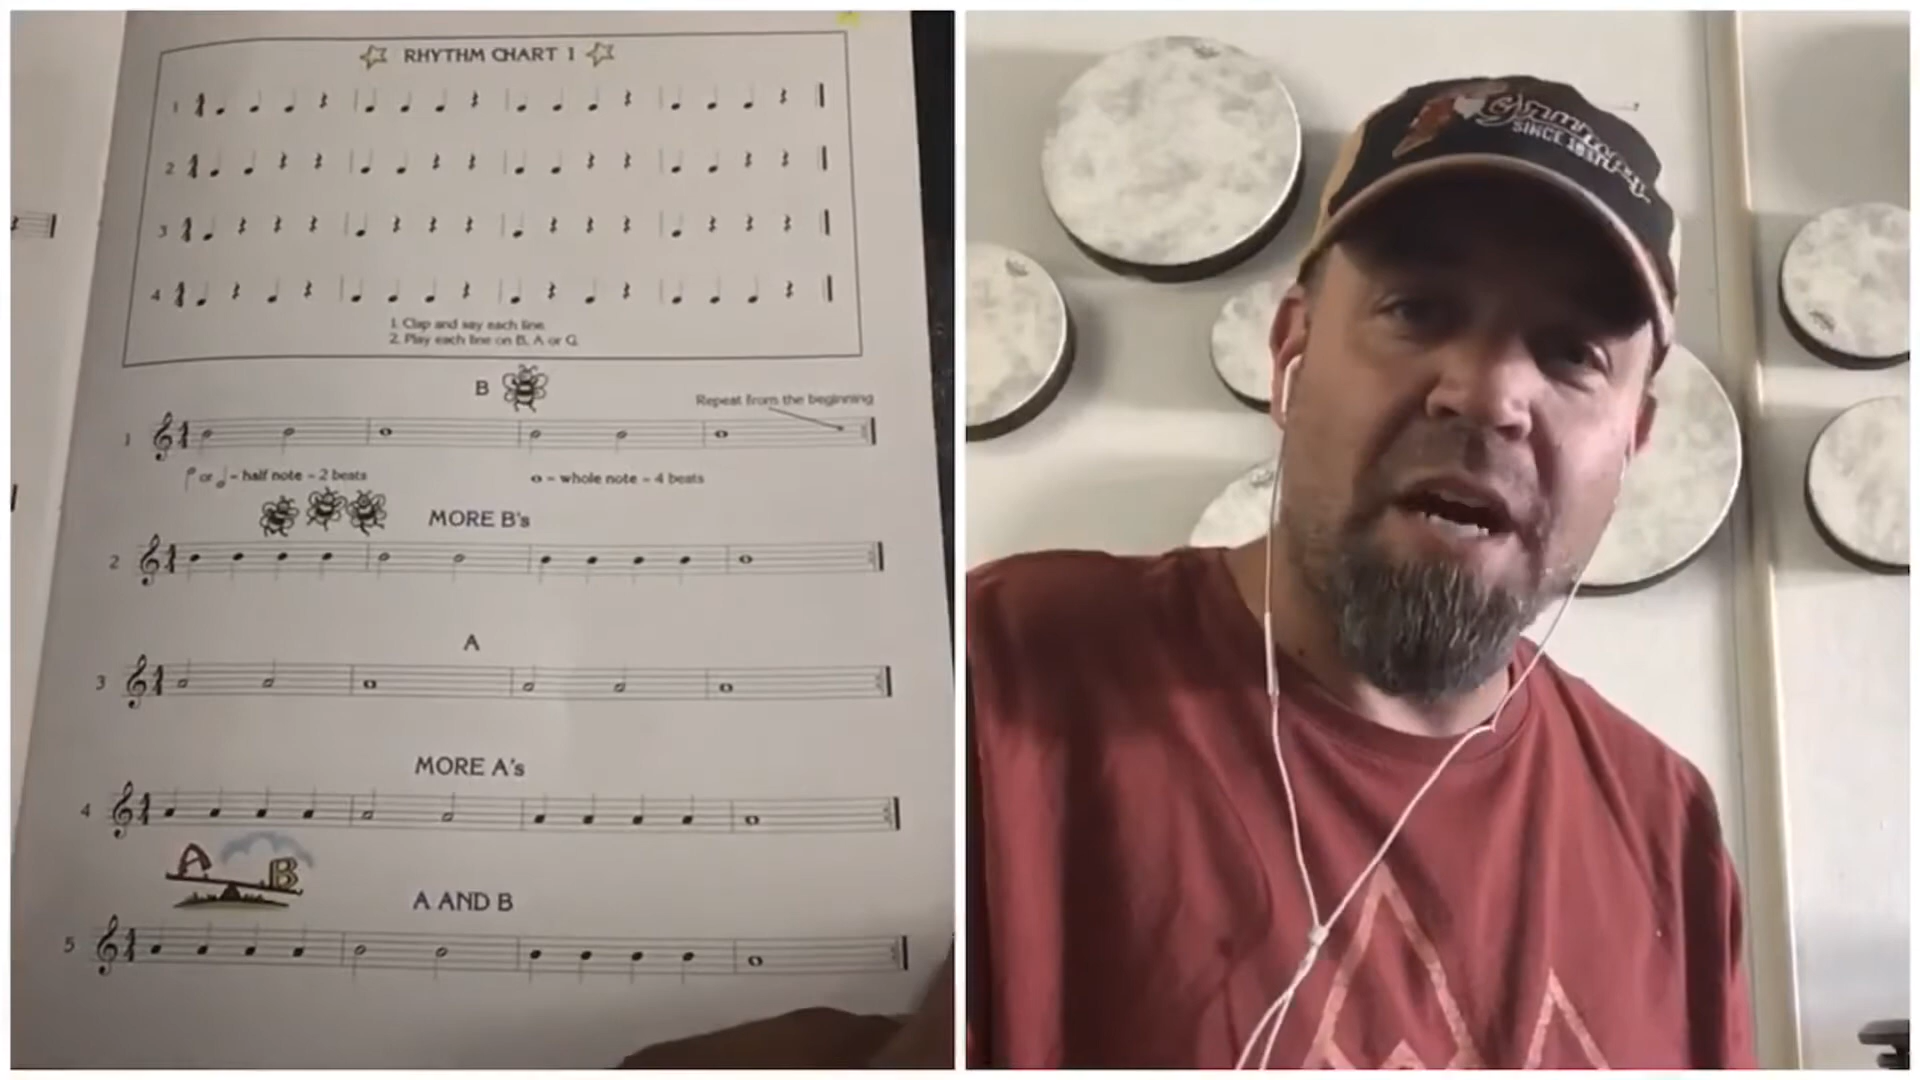 RHYTHM CHART 1
1
2
3
4
1. Clap and say each line.
2. Play each line on B, A or G.
B
Repeat from the beginning
1
or = half note = 2 beats
= whole note = 4 beats
MORE B's
2
A
3
MORE A's
4
A B
A AND B
5
SINCE